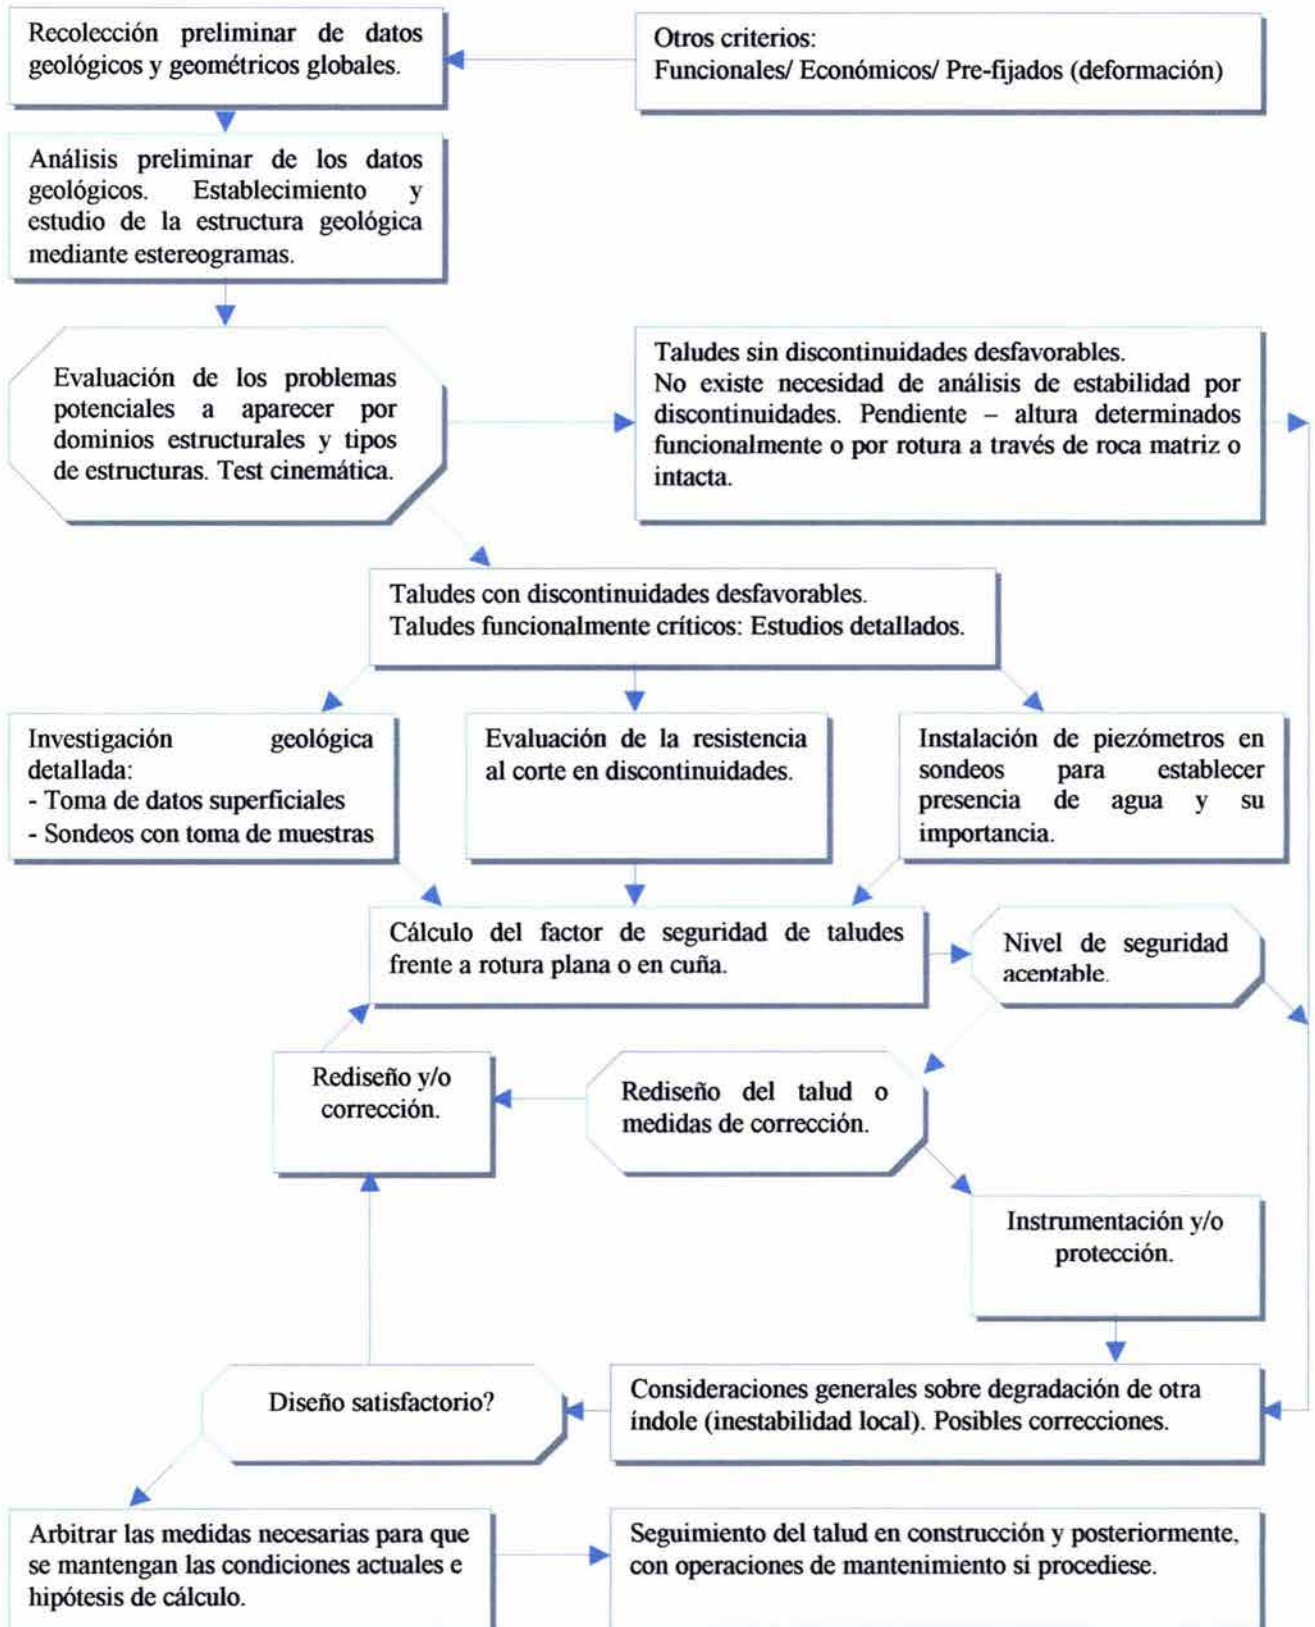 Recolección preliminar de datos
geológicos y geométricos globales.
Otros criterios:
Funcionales/ Económicos/ Pre-fijados (deformación)
Análisis preliminar de los datos
geológicos. Establecimiento y
estudio de la estructura geológica
mediante estereogramas.
Evaluación de los problemas
potenciales a aparecer por
dominios estructurales y tipos
de estructuras. Test cinemática.
Taludes sin discontinuidades desfavorables.
No existe necesidad de análisis de estabilidad por
discontinuidades. Pendiente – altura determinados
funcionalmente o por rotura a través de roca matriz o
intacta.
Taludes con discontinuidades desfavorables.
Taludes funcionalmente críticos: Estudios detallados.
Investigación geológica
detallada:
- Toma de datos superficiales
- Sondeos con toma de muestras
Evaluación de la resistencia
al corte en discontinuidades.
Instalación de piezómetros en
sondeos para establecer
presencia de agua y su
importancia.
Cálculo del factor de seguridad de taludes
frente a rotura plana o en cuña.
Nivel de seguridad
aceptable.
Rediseño y/o
corrección.
Rediseño del talud o
medidas de corrección.
Instrumentación y/o
protección.
Diseño satisfactorio?
Consideraciones generales sobre degradación de otra
índole (inestabilidad local). Posibles correcciones.
Arbitrar las medidas necesarias para que
se mantengan las condiciones actuales e
hipótesis de cálculo.
Seguimiento del talud en construcción y posteriormente,
con operaciones de mantenimiento si procediese.